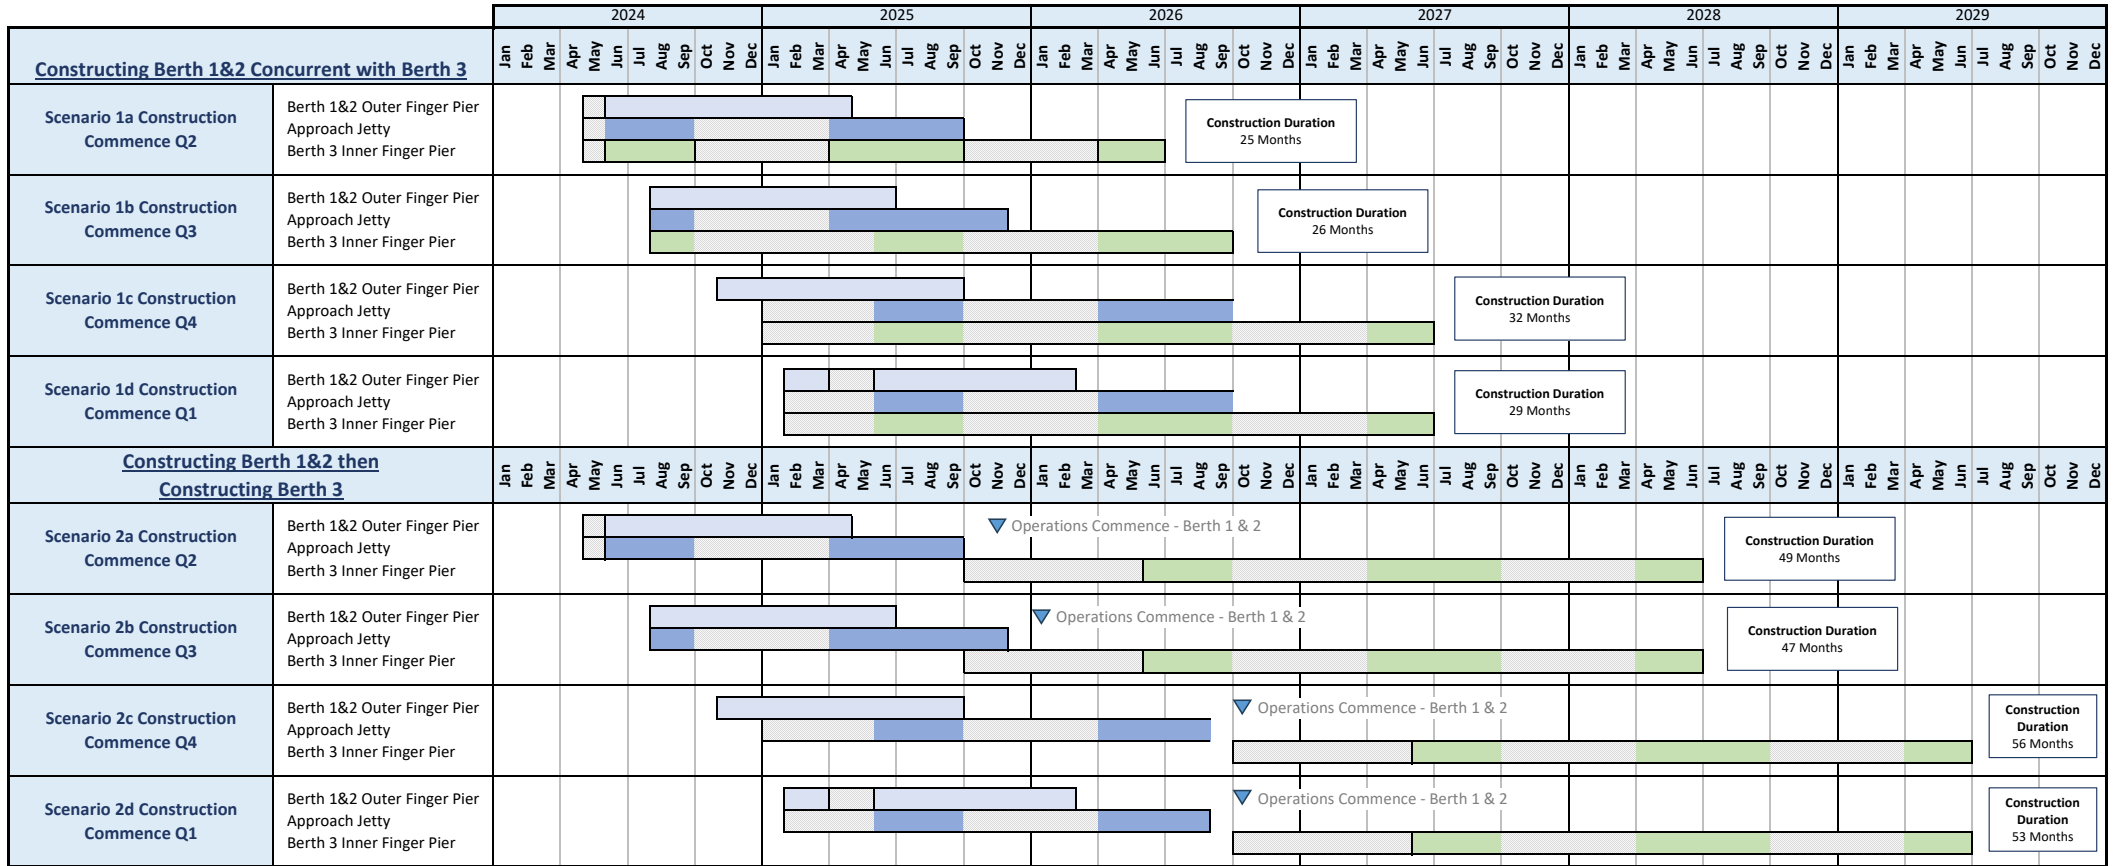 2024 2025 2026 2027 2028 2029
Constructing Berth 1&2 Concurrent with Berth 3
Jan Feb Mar Apr May Jun Jul Aug Sep Oct Nov Dec Jan Feb Mar Apr May Jun Jul Aug Sep Oct Nov Dec Jan Feb Mar Apr May Jun Jul Aug Sep Oct Nov Dec Jan Feb Mar Apr May Jun Jul Aug Sep Oct Nov Dec Jan Feb Mar Apr May Jun Jul Aug Sep Oct Nov Dec Jan Feb Mar Apr May Jun Jul Aug Sep Oct Nov Dec
Scenario 1a Construction
Commence Q2
Berth 1&2 Outer Finger Pier
Approach Jetty
Berth 3 Inner Finger Pier
Construction Duration
25 Months
Scenario 1b Construction
Commence Q3
Berth 1&2 Outer Finger Pier
Approach Jetty
Berth 3 Inner Finger Pier
Construction Duration
26 Months
Scenario 1c Construction
Commence Q4
Berth 1&2 Outer Finger Pier
Approach Jetty
Berth 3 Inner Finger Pier
Construction Duration
32 Months
Scenario 1d Construction
Commence Q1
Berth 1&2 Outer Finger Pier
Approach Jetty
Berth 3 Inner Finger Pier
Construction Duration
29 Months
Constructing Berth 1&2 then
Constructing Berth 3
Jan Feb Mar Apr May Jun Jul Aug Sep Oct Nov Dec Jan Feb Mar Apr May Jun Jul Aug Sep Oct Nov Dec Jan Feb Mar Apr May Jun Jul Aug Sep Oct Nov Dec Jan Feb Mar Apr May Jun Jul Aug Sep Oct Nov Dec Jan Feb Mar Apr May Jun Jul Aug Sep Oct Nov Dec Jan Feb Mar Apr May Jun Jul Aug Sep Oct Nov Dec
Scenario 2a Construction
Commence Q2
Berth 1&2 Outer Finger Pier
Approach Jetty
Berth 3 Inner Finger Pier
Operations Commence - Berth 1 & 2
Construction Duration
49 Months
Scenario 2b Construction
Commence Q3
Berth 1&2 Outer Finger Pier
Approach Jetty
Berth 3 Inner Finger Pier
Operations Commence - Berth 1 & 2
Construction Duration
47 Months
Scenario 2c Construction
Commence Q4
Berth 1&2 Outer Finger Pier
Approach Jetty
Berth 3 Inner Finger Pier
Operations Commence - Berth 1 & 2
Construction
Duration
56 Months
Scenario 2d Construction
Commence Q1
Berth 1&2 Outer Finger Pier
Approach Jetty
Berth 3 Inner Finger Pier
Operations Commence - Berth 1 & 2
Construction
Duration
53 Months